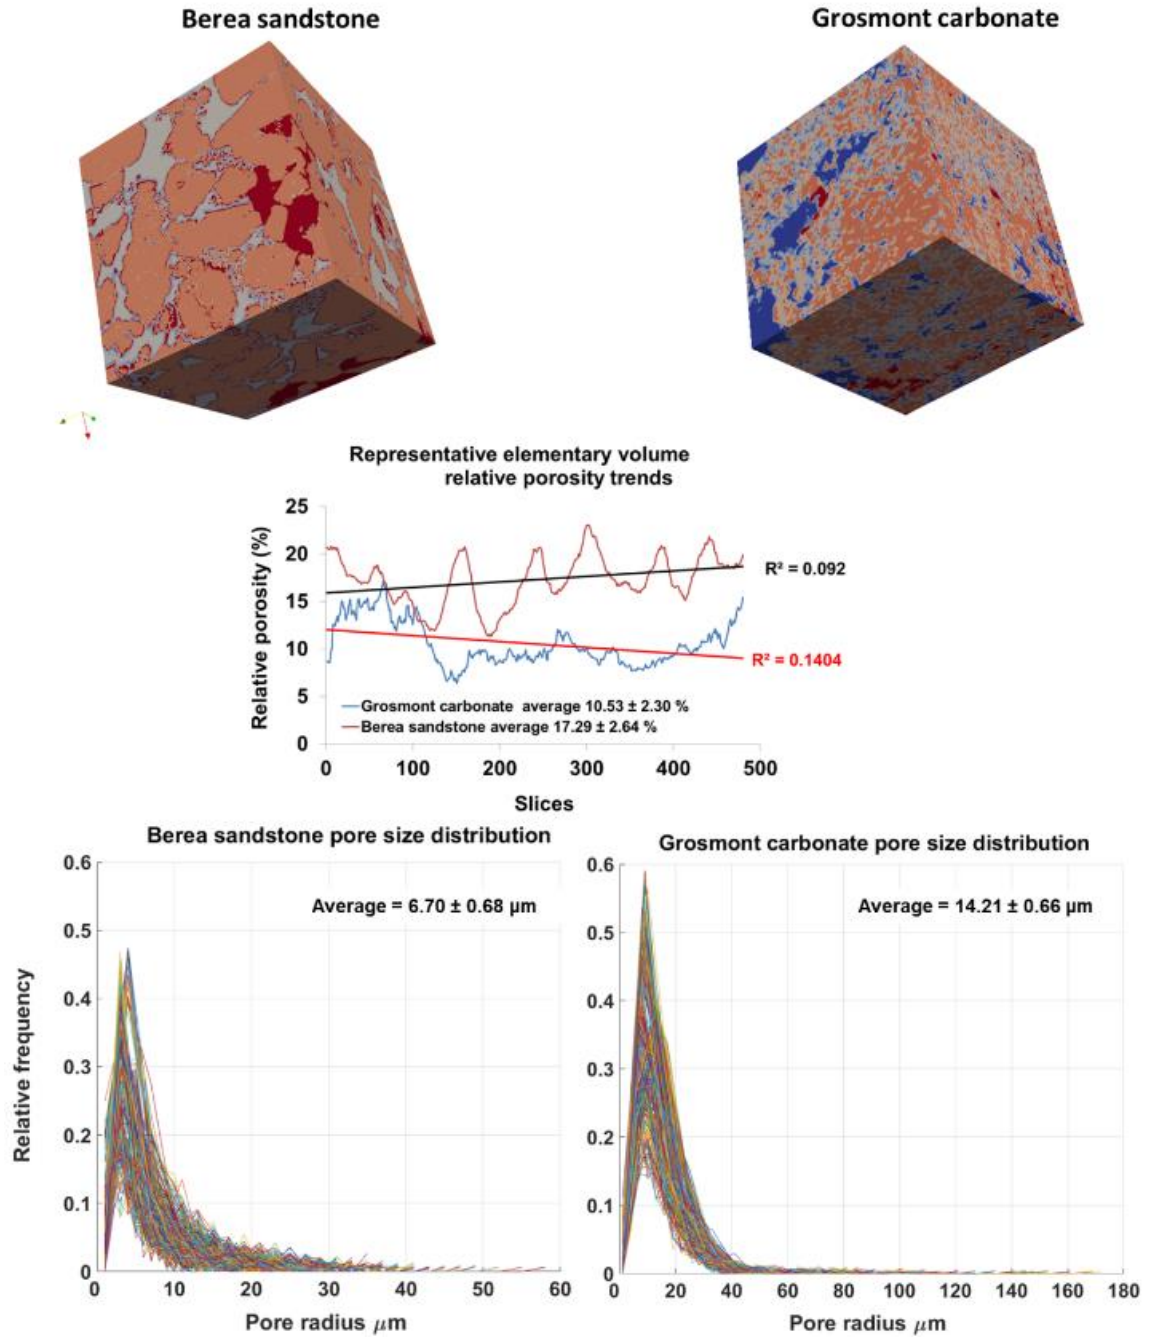 Berea sandstone
Grosmont carbonate
Representative elementary volume
relative porosity trends
Relative porosity (%)
25
20
15
10
5
0
R² = 0.092
R² = 0.1404
Grosmont carbonate average 10.53 ± 2.30 %
Berea sandstone average 17.29 ± 2.64 %
0 100 200 300 400 500
Slices
Berea sandstone pore size distribution
Relative frequency
0.6
0.5
0.4
0.3
0.2
0.1
0
Average = 6.70 ± 0.68 μm
0 10 20 30 40 50 60
Pore radius μm
Grosmont carbonate pore size distribution
0.6
0.5
0.4
0.3
0.2
0.1
0
Average = 14.21 ± 0.66 μm
0 20 40 60 80 100 120 140 160 180
Pore radius μm